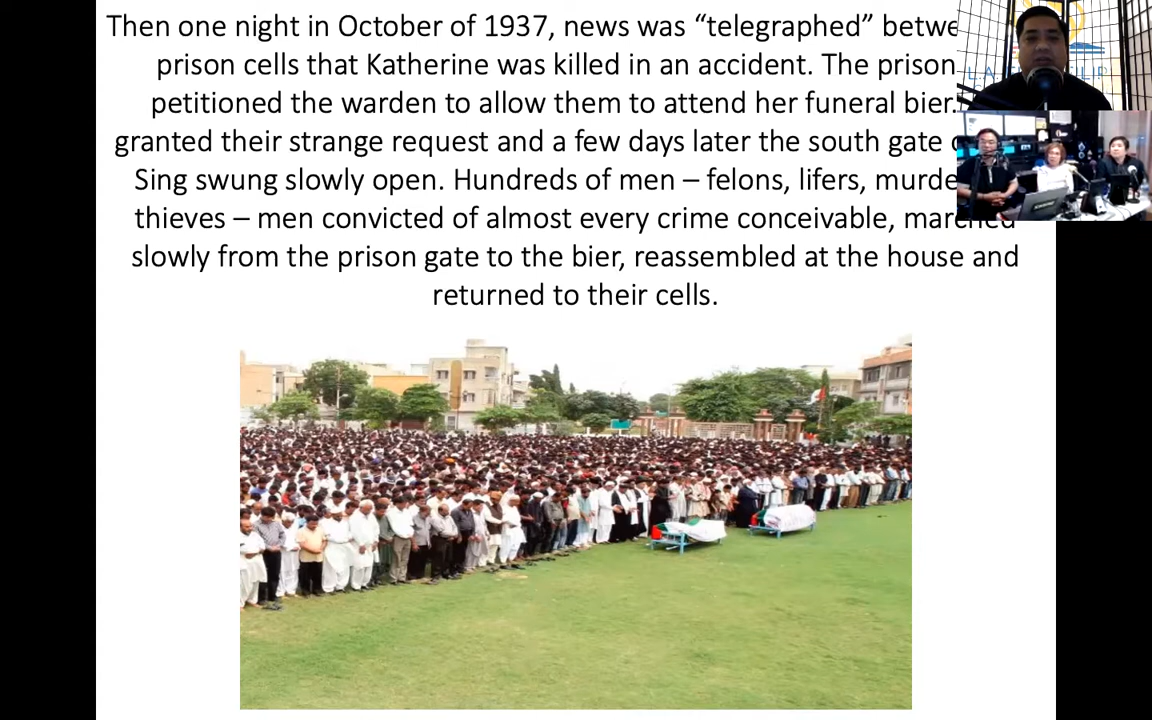 Then one night in October of 1937, news was “telegraphed” betwe
prison cells that Katherine was killed in an accident. The prison
petitioned the warden to allow them to attend her funeral bier.
granted their strange request and a few days later the south gate
Sing swung slowly open. Hundreds of men – felons, lifers, murde
thieves – men convicted of almost every crime conceivable, marched
slowly from the prison gate to the bier, reassembled at the house and
returned to their cells.